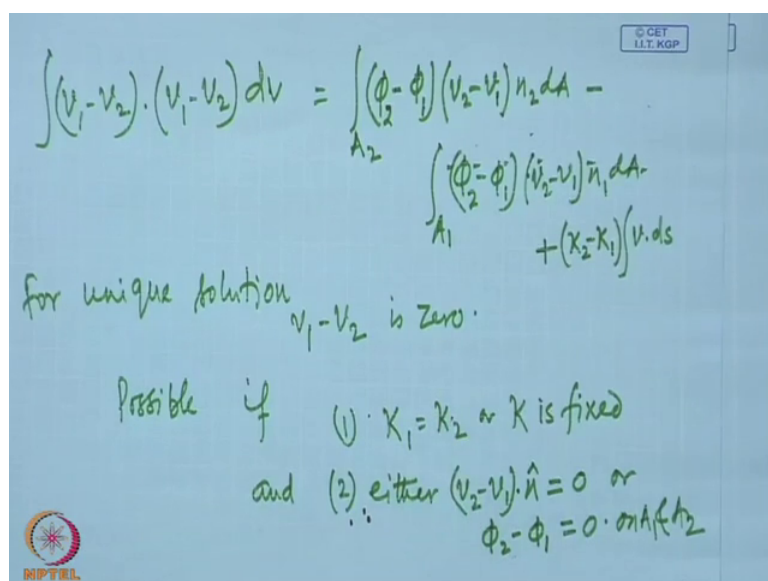 © CET
I.I.T. KGP
∫(v₁-v₂)·(v₁-v₂) dv = ∫_A₂ (φ₂-φ₁)(v₂-v₁) n₂ dA -
∫_A₁ (φ₂-φ₁)(v₂-v₁) n₁ dA
+ (K₂-K₁) ∫v.ds
for unique solution v₁-v₂ is zero.
Possible if (1). K₁=K₂ or K is fixed
and (2) either (v₂-v₁).n̂ = 0 or
∴ φ₂-φ₁ = 0. on A₁ & A₂
NPTEL